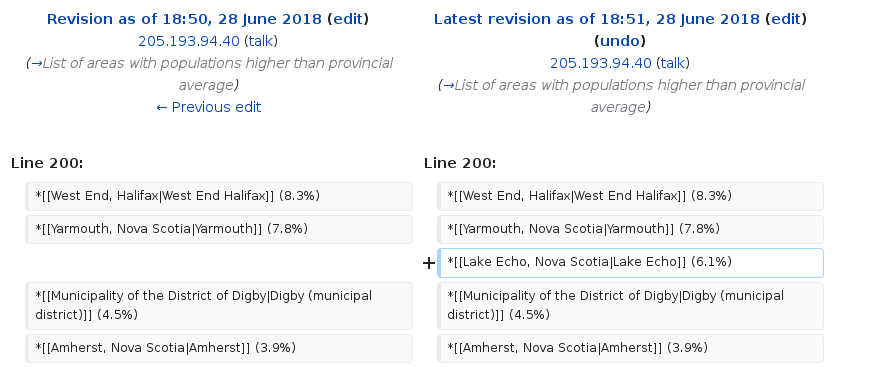 Revision as of 18:50, 28 June 2018 (edit)
205.193.94.40 (talk)
(→List of areas with populations higher than provincial
average)
← Previous edit
Latest revision as of 18:51, 28 June 2018 (edit)
(undo)
205.193.94.40 (talk)
(→List of areas with populations higher than provincial
average)
Line 200:
Line 200:
*[[West End, Halifax|West End Halifax]] (8.3%)
*[[West End, Halifax|West End Halifax]] (8.3%)
*[[Yarmouth, Nova Scotia|Yarmouth]] (7.8%)
*[[Yarmouth, Nova Scotia|Yarmouth]] (7.8%)
+ *[[Lake Echo, Nova Scotia|Lake Echo]] (6.1%)
*[[Municipality of the District of Digby|Digby (municipal
district)]] (4.5%)
*[[Municipality of the District of Digby|Digby (municipal
district)]] (4.5%)
*[[Amherst, Nova Scotia|Amherst]] (3.9%)
*[[Amherst, Nova Scotia|Amherst]] (3.9%)